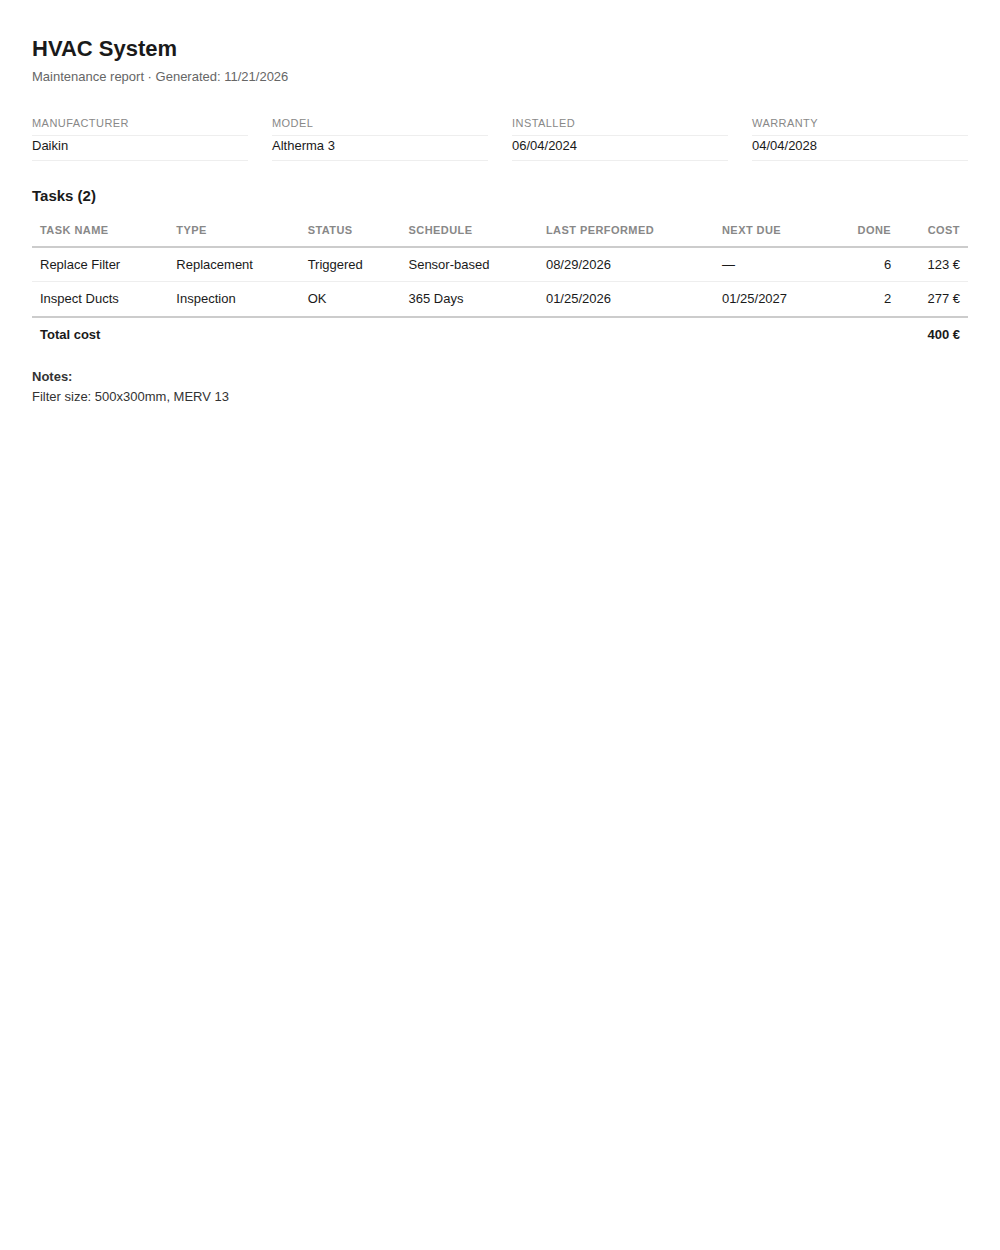 HVAC System
Maintenance report · Generated: 11/21/2026
MANUFACTURER MODEL INSTALLED WARRANTY
Daikin Altherma 3 06/04/2024 04/04/2028
Tasks (2)
TASK NAME TYPE STATUS SCHEDULE LAST PERFORMED NEXT DUE DONE COST
Replace Filter Replacement Triggered Sensor-based 08/29/2026 — 6 123 €
Inspect Ducts Inspection OK 365 Days 01/25/2026 01/25/2027 2 277 €
Total cost 400 €
Notes:
Filter size: 500x300mm, MERV 13